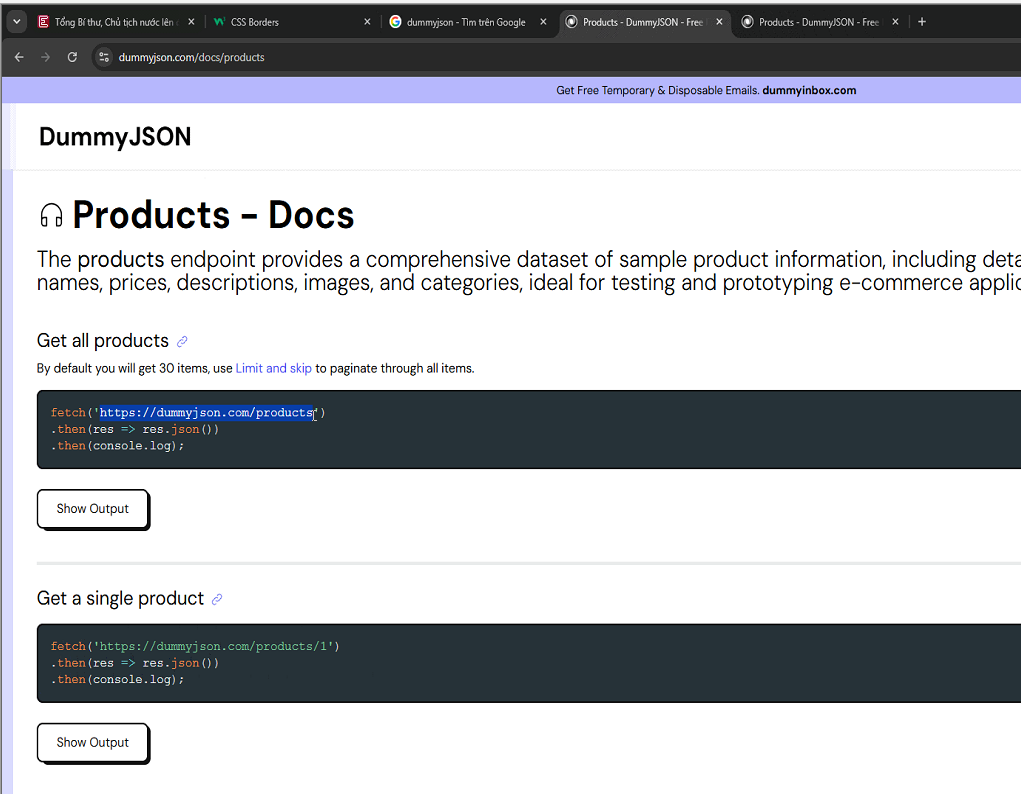 Tổng Bí thư, Chủ tịch nước lên
CSS Borders
dummyjson - Tìm trên Google
Products - DummyJSON - Free
Products - DummyJSON - Free
dummyjson.com/docs/products
Get Free Temporary & Disposable Emails. dummyinbox.com
DummyJSON
Products - Docs
The products endpoint provides a comprehensive dataset of sample product information, including
names, prices, descriptions, images, and categories, ideal for testing and prototyping e-commerce
Get all products
By default you will get 30 items, use Limit and skip to paginate through all items.
fetch('https://dummyjson.com/products')
.then(res => res.json())
.then(console.log);
Show Output
Get a single product
fetch('https://dummyjson.com/products/1')
.then(res => res.json())
.then(console.log);
Show Output